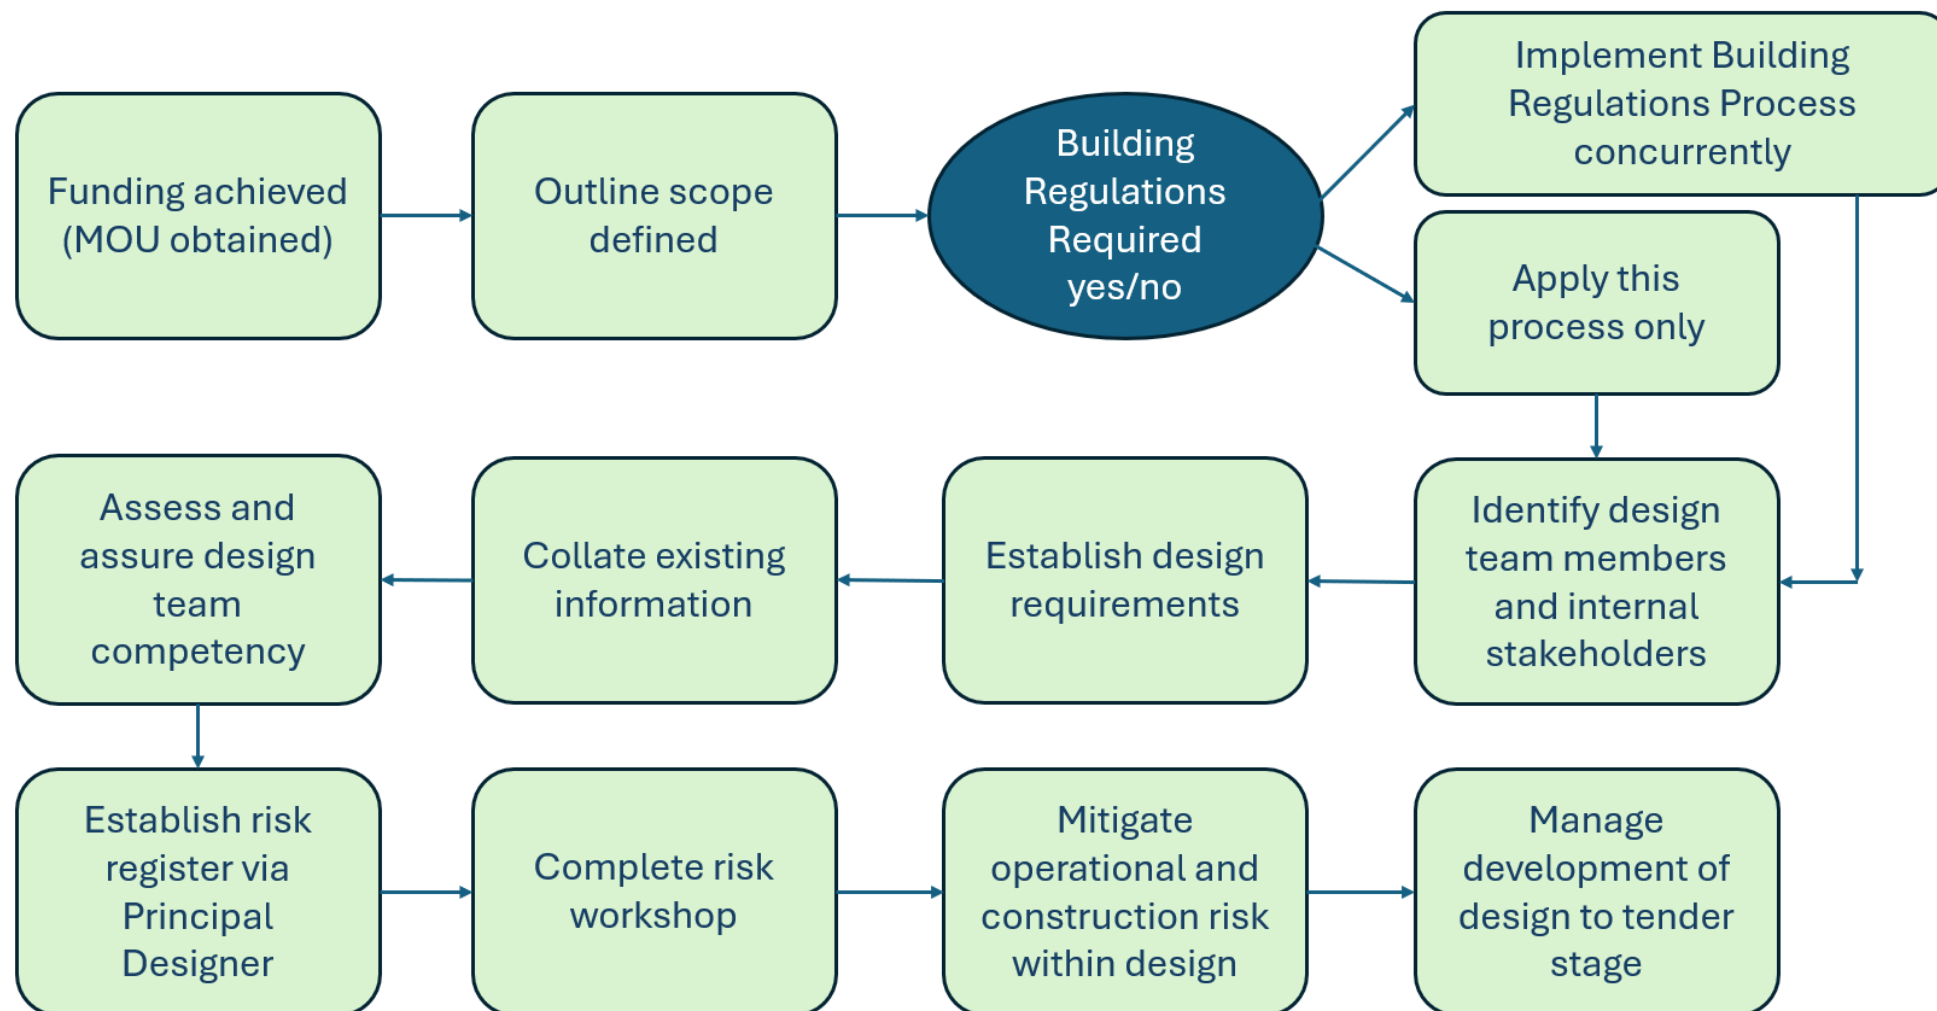 Funding achieved
(MOU obtained)
Outline scope
defined
Building
Regulations
Required
yes/no
Implement Building
Regulations Process
concurrently
Apply this
process only
Identify design
team members
and internal
stakeholders
Establish design
requirements
Collate existing
information
Assess and
assure design
team
competency
Establish risk
register via
Principal
Designer
Complete risk
workshop
Mitigate
operational and
construction risk
within design
Manage
development of
design to tender
stage